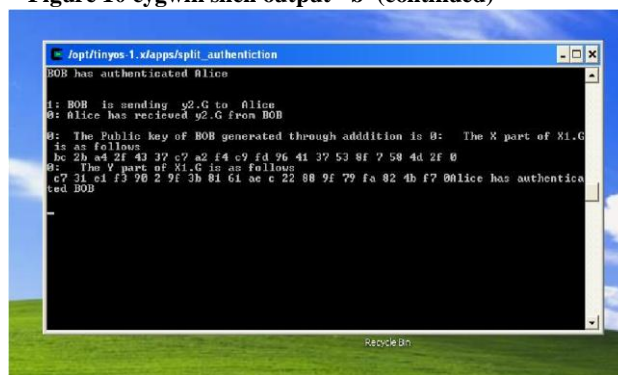 Figure 10 cygwin shell output "b" (continued)
/opt/tinyos-1.x/apps/split_authentiction
BOB has authenticated Alice
1: BOB is sending y2.G to Alice
0: Alice has recieved y2.G from BOB
0: The Public key of BOB generated through adddition is 0: The X part of X1.G
is as follows
bc 2b a4 2f 43 37 c7 a2 f4 c9 fd 96 41 37 53 8f 7 58 4d 2f 0
0: The Y part of X1.G is as follows
c7 31 e1 f3 90 2 9f 3b 81 61 ae c 22 88 9f 79 fa 82 4b f7 0Alice has authentica
ted BOB
Recycle Bin